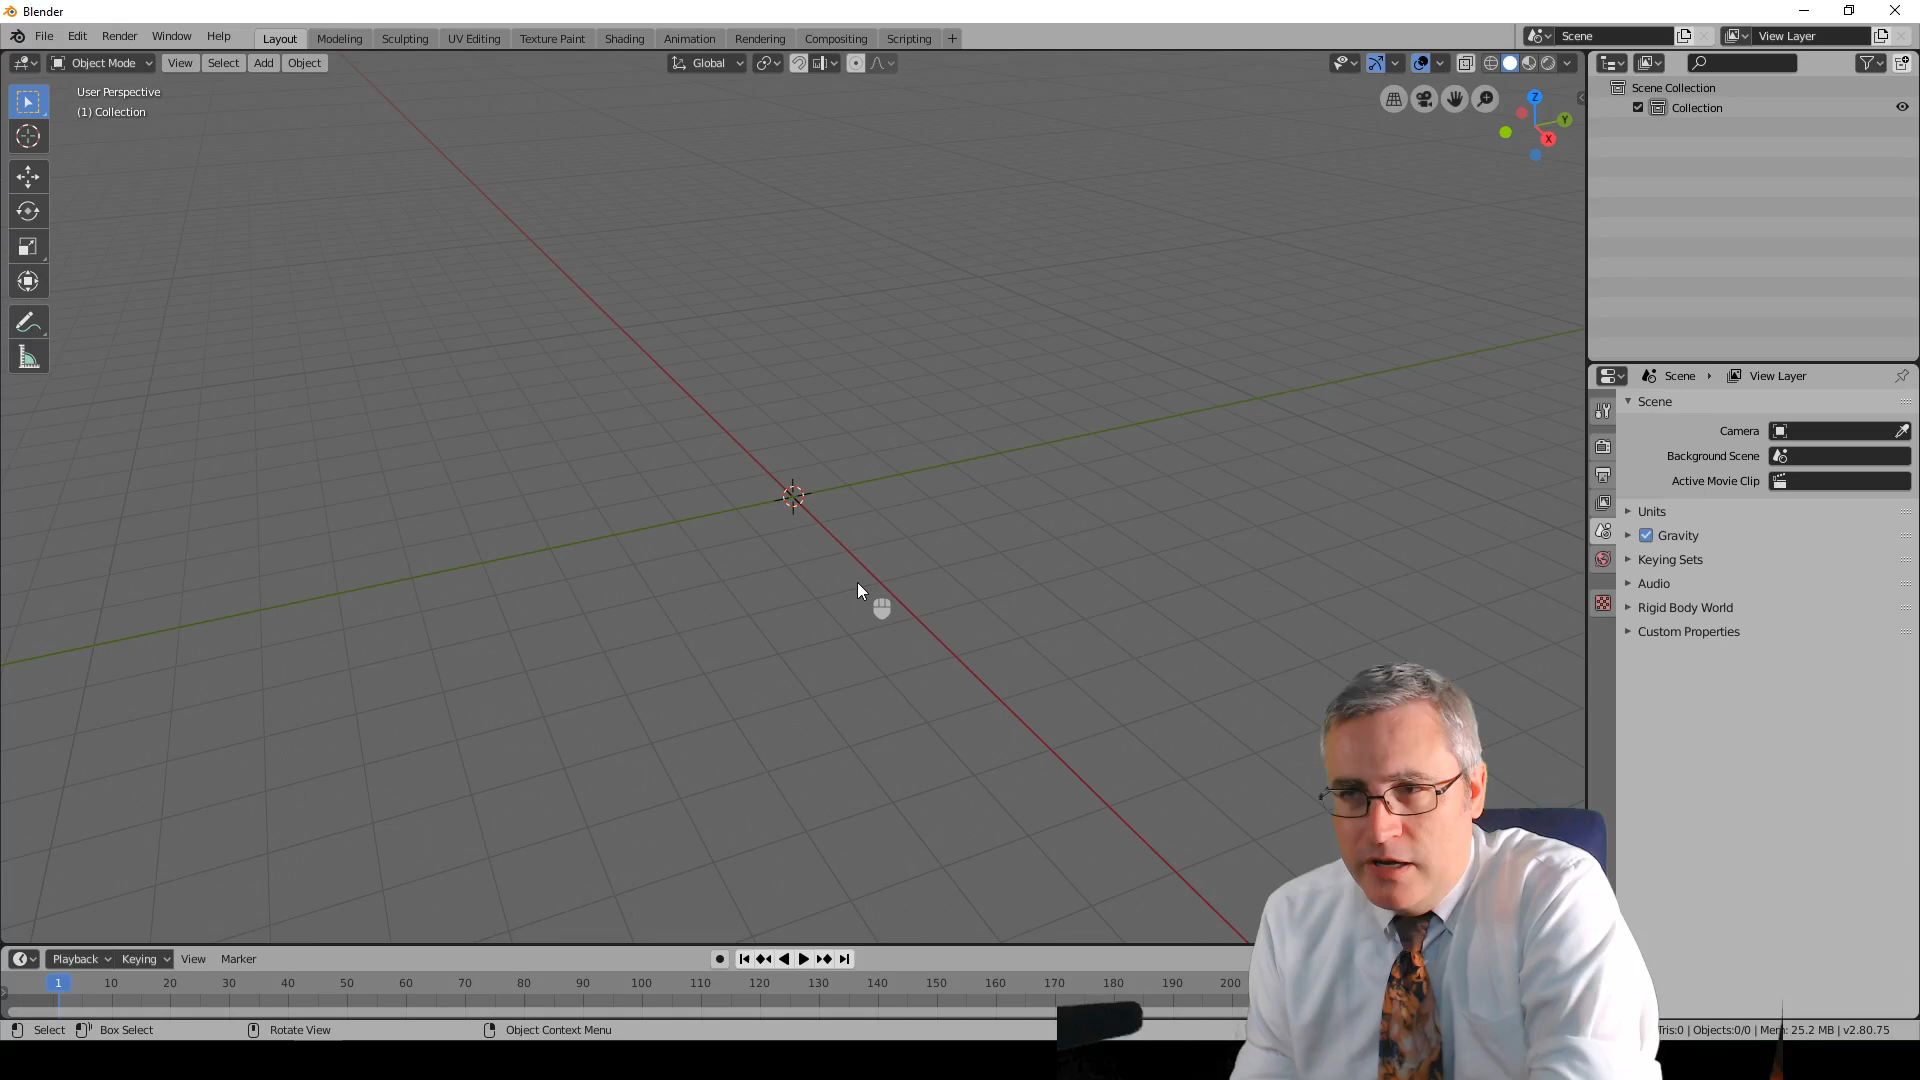 Blender
File Edit Render Window Help Layout Modeling Sculpting UV Editing Texture Paint Shading Animation Rendering Compositing Scripting + Scene View Layer
Object Mode View Select Add Object Global
User Perspective
(1) Collection
Z
Y
X
Scene Collection
Collection
Scene View Layer
Scene
Camera
Background Scene
Active Movie Clip
Units
Gravity
Keying Sets
Audio
Rigid Body World
Custom Properties
Playback Keying View Marker
1 10 20 30 40 50 60 70 80 90 100 110 120 130 140 150 160 170 180 190 200
Select Box Select Rotate View Object Context Menu Tris:0 | Objects:0/0 | Mem: 25.2 MB | v2.80.75